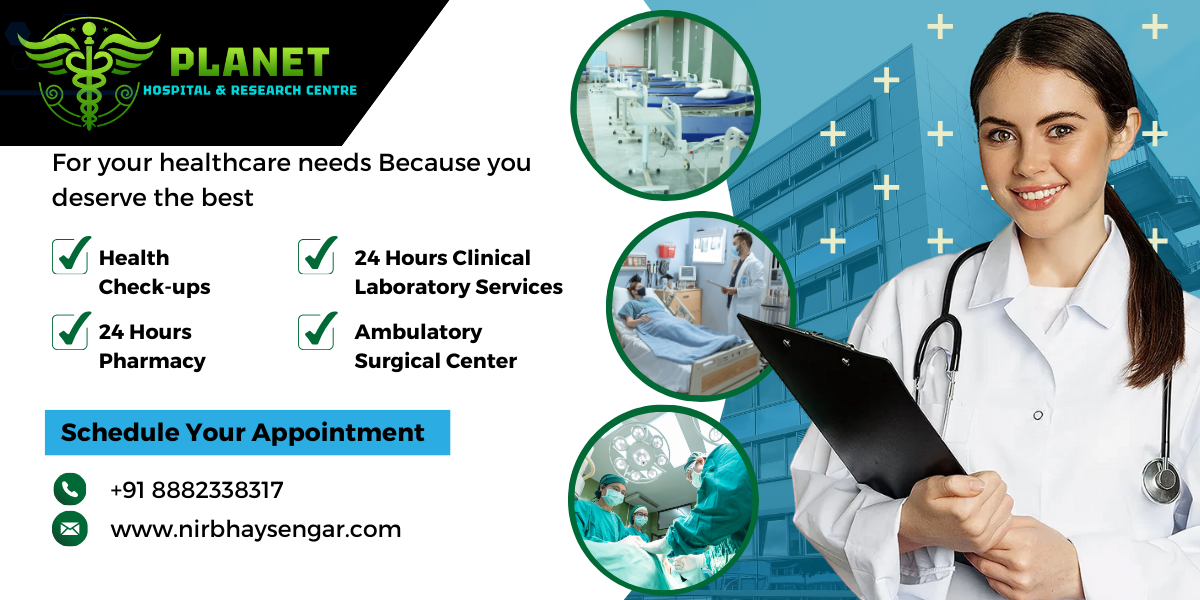 PLANET
HOSPITAL & RESEARCH CENTRE
For your healthcare needs Because you
deserve the best
Health
Check-ups
24 Hours Clinical
Laboratory Services
24 Hours
Pharmacy
Ambulatory
Surgical Center
Schedule Your Appointment
+91 8882338317
www.nirbhaysengar.com